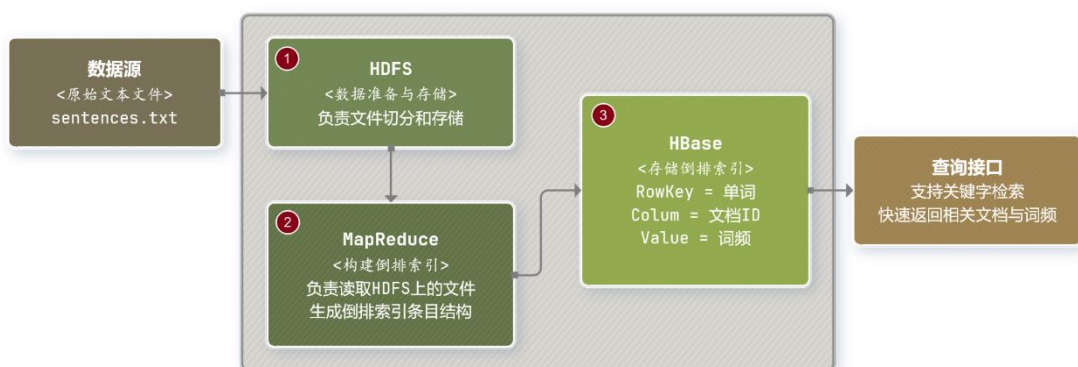 数据源
<原始文本文件>
sentences.txt
1
HDFS
<数据准备与存储>
负责文件切分和存储
2
MapReduce
<构建倒排索引>
负责读取HDFS上的文件
生成倒排索引条目结构
3
HBase
<存储倒排索引>
RowKey = 单词
Colum = 文档ID
Value = 词频
查询接口
支持关键字检索
快速返回相关文档与词频